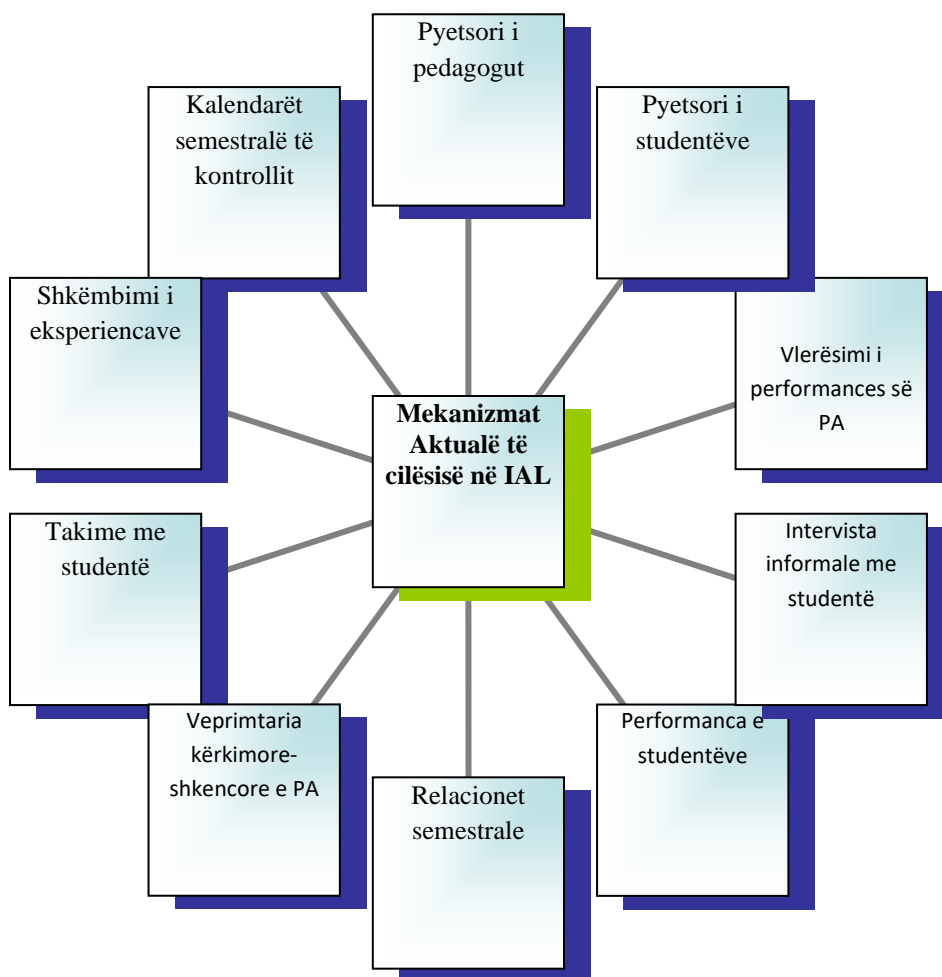 Pyetsori i
pedagogut
Kalendarët
semestralë të
kontrollit
Pyetsori i
studentëve
Shkëmbimi i
eksperiencave
Vlerësimi i
performances së
PA
Mekanizmat
Aktualë të
cilësisë në IAL
Takime me
studentë
Intervista
informale me
studentë
Veprimtaria
kërkimore-
shkencore e PA
Performanca e
studentëve
Relacionet
semestrale